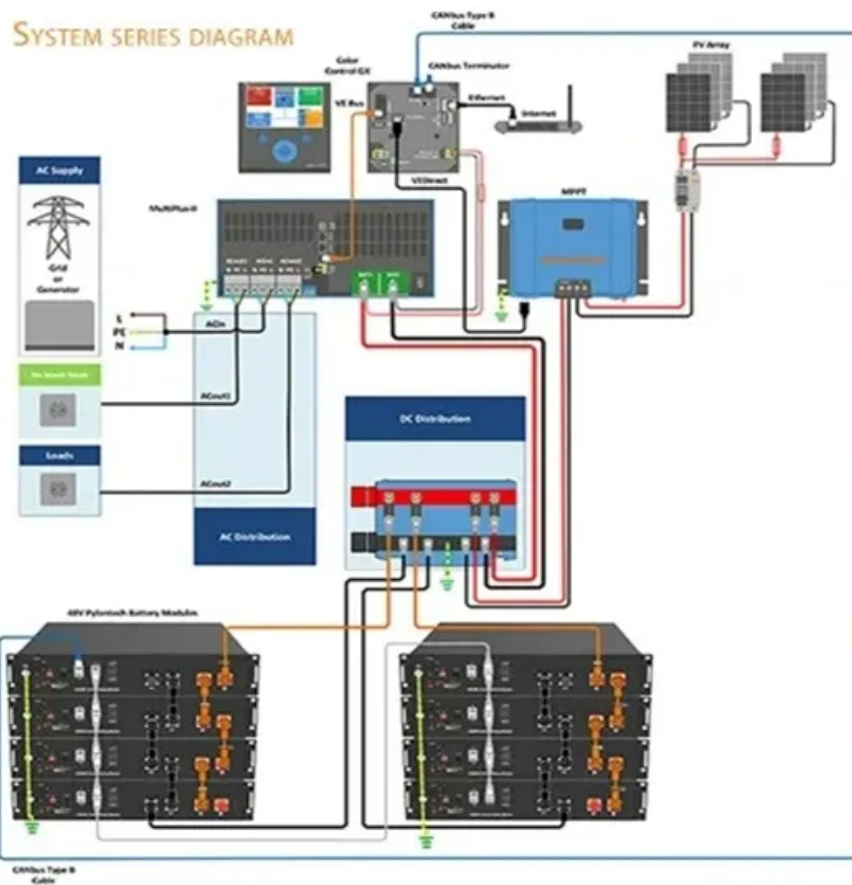 SYSTEM SERIES DIAGRAM
CANbus Type B
Cable
PV Array
Color
Control GX
CANbus Terminator
VE Bus
Ethernet
Internet
AC Supply
VEDirect
MPPT
MultiPlus-II
Grid
or
Generator
L
PE
N
ACin
ACout1
DC Distribution
Loads
ACout2
AC Distribution
48V Pylontech Battery Modules
CANbus Type B
Cable